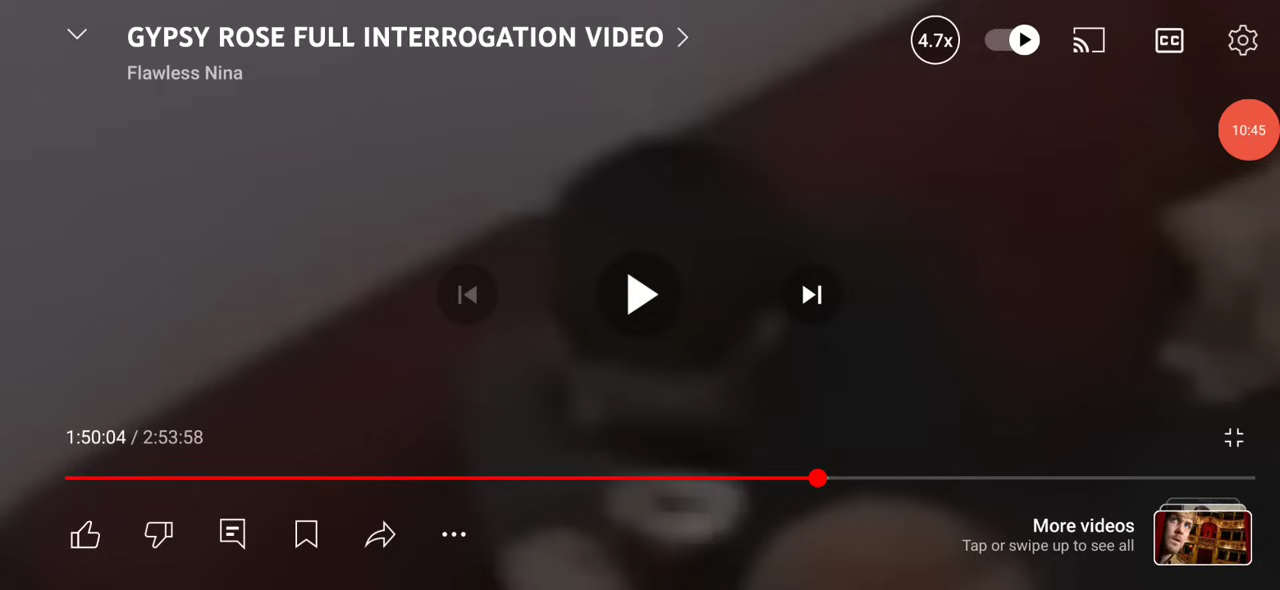 GYPSY ROSE FULL INTERROGATION VIDEO
4.7x
CC
Flawless Nina
10:45
1:50:04 / 2:53:58
More videos
Tap or swipe up to see all